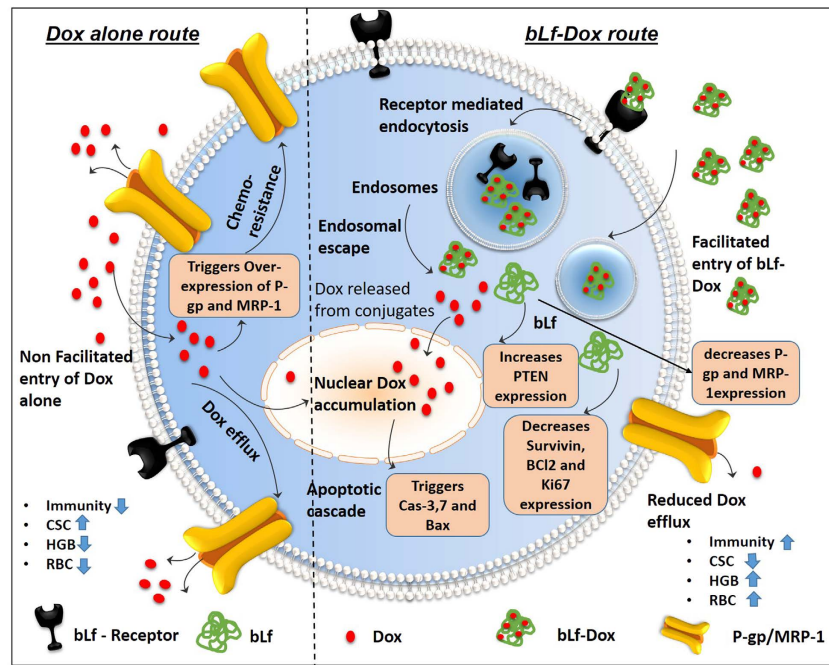 Dox alone route
bLf-Dox route
Receptor mediated
endocytosis
Endosomes
Endosomal
escape
Chemo-
resistance
Triggers Over-
expression of P-
gp and MRP-1
Dox released
from conjugates
Facilitated
entry of bLf-
Dox
Non Facilitated
entry of Dox
alone
bLf
Nuclear Dox
accumulation
Increases
PTEN
expression
decreases P-
gp and MRP-
1expression
Dox efflux
Decreases
Survivin,
BCl2 and
Ki67
expression
Apoptotic
cascade
Triggers
Cas-3,7 and
Bax
Reduced Dox
efflux
• Immunity
• CSC
• HGB
• RBC
• Immunity
• CSC
• HGB
• RBC
bLf - Receptor
bLf
Dox
bLf-Dox
P-gp/MRP-1